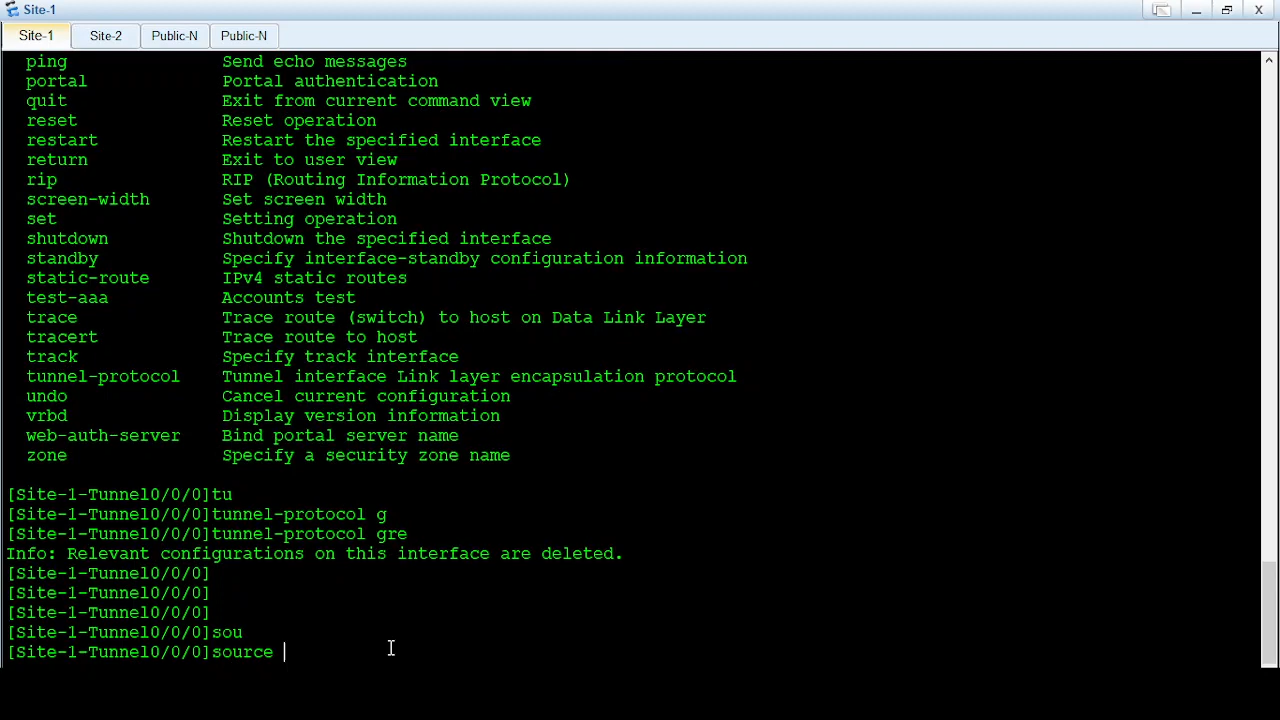 Site-1
Site-1 Site-2 Public-N Public-N
ping Send echo messages
portal Portal authentication
quit Exit from current command view
reset Reset operation
restart Restart the specified interface
return Exit to user view
rip RIP (Routing Information Protocol)
screen-width Set screen width
set Setting operation
shutdown Shutdown the specified interface
standby Specify interface-standby configuration information
static-route IPv4 static routes
test-aaa Accounts test
trace Trace route (switch) to host on Data Link Layer
tracert Trace route to host
track Specify track interface
tunnel-protocol Tunnel interface Link layer encapsulation protocol
undo Cancel current configuration
vrbd Display version information
web-auth-server Bind portal server name
zone Specify a security zone name
[Site-1-Tunnel0/0/0]tu
[Site-1-Tunnel0/0/0]tunnel-protocol g
[Site-1-Tunnel0/0/0]tunnel-protocol gre
Info: Relevant configurations on this interface are deleted.
[Site-1-Tunnel0/0/0]
[Site-1-Tunnel0/0/0]
[Site-1-Tunnel0/0/0]
[Site-1-Tunnel0/0/0]sou
[Site-1-Tunnel0/0/0]source